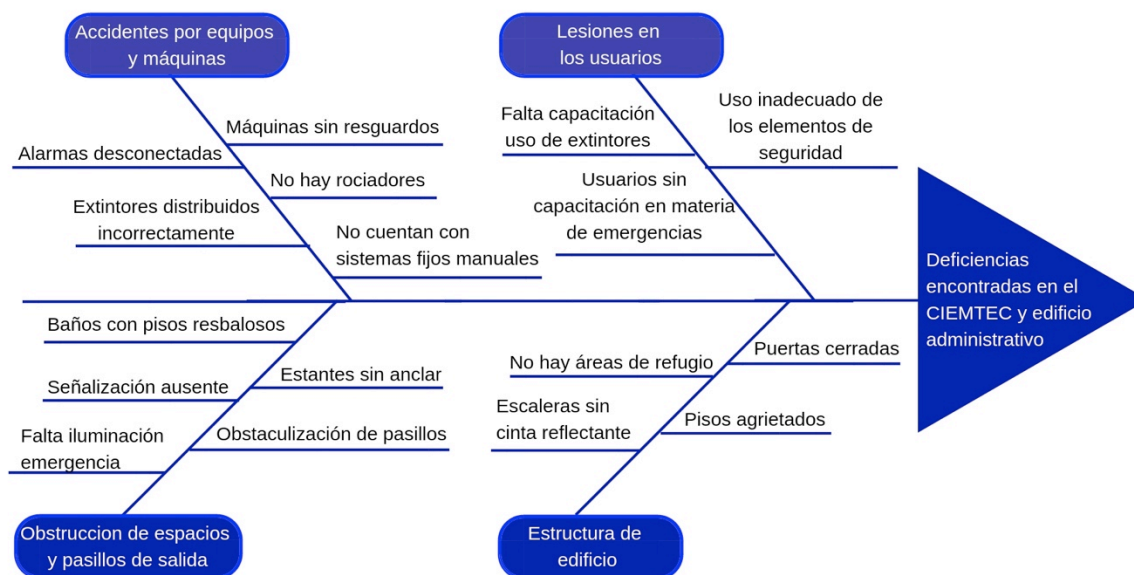 Accidentes por equipos
y máquinas
Lesiones en
los usuarios
Máquinas sin resguardos
Alarmas desconectadas
No hay rociadores
Extintores distribuidos
incorrectamente
No cuentan con
sistemas fijos manuales
Falta capacitación
uso de extintores
Uso inadecuado de
los elementos de
seguridad
Usuarios sin
capacitación en materia
de emergencias
Deficiencias
encontradas en el
CIEMTEC y edificio
administrativo
Baños con pisos resbalosos
Señalización ausente
Estantes sin anclar
Falta iluminación
emergencia
Obstaculización de pasillos
No hay áreas de refugio
Puertas cerradas
Escaleras sin
cinta reflectante
Pisos agrietados
Obstruccion de espacios
y pasillos de salida
Estructura de
edificio